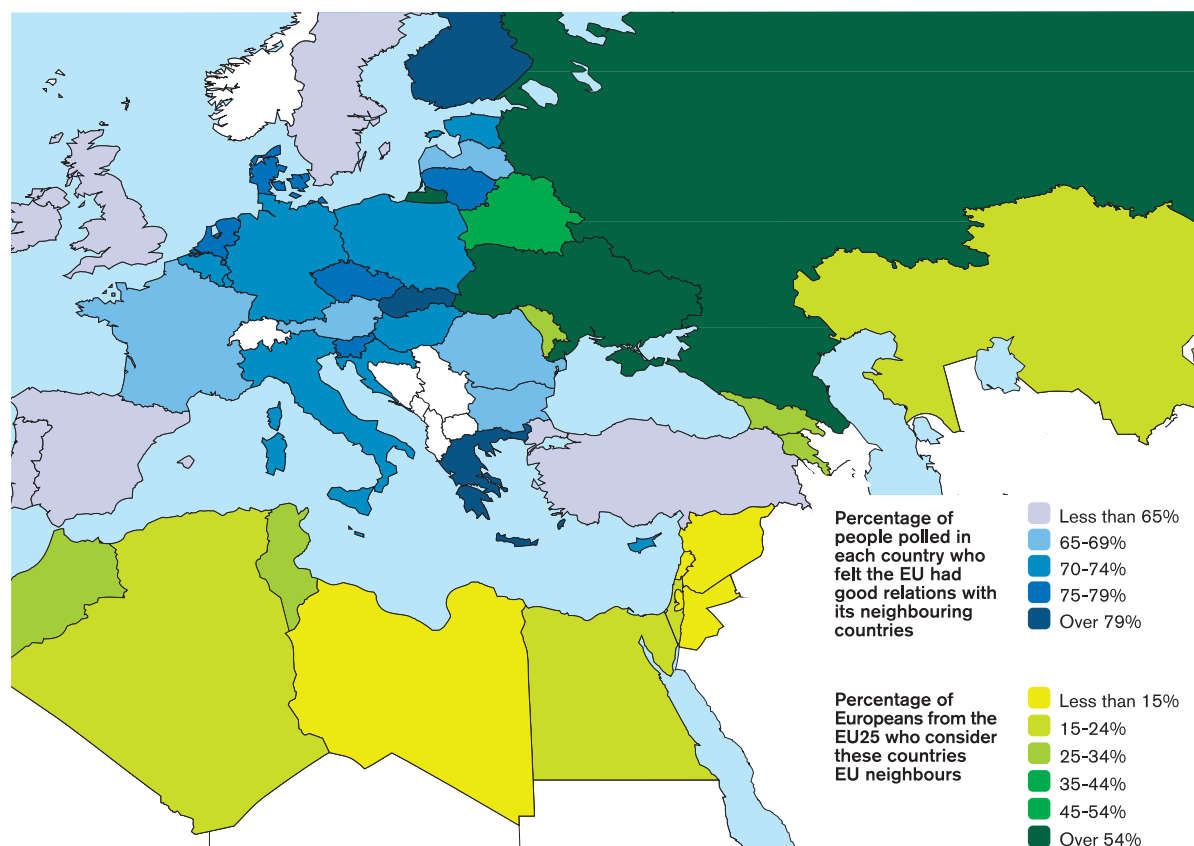 Percentage of
people polled in
each country who
felt the EU had
good relations with
its neighbouring
countries
Less than 65%
65-69%
70-74%
75-79%
Over 79%
Percentage of
Europeans from the
EU25 who consider
these countries
EU neighbours
Less than 15%
15-24%
25-34%
35-44%
45-54%
Over 54%